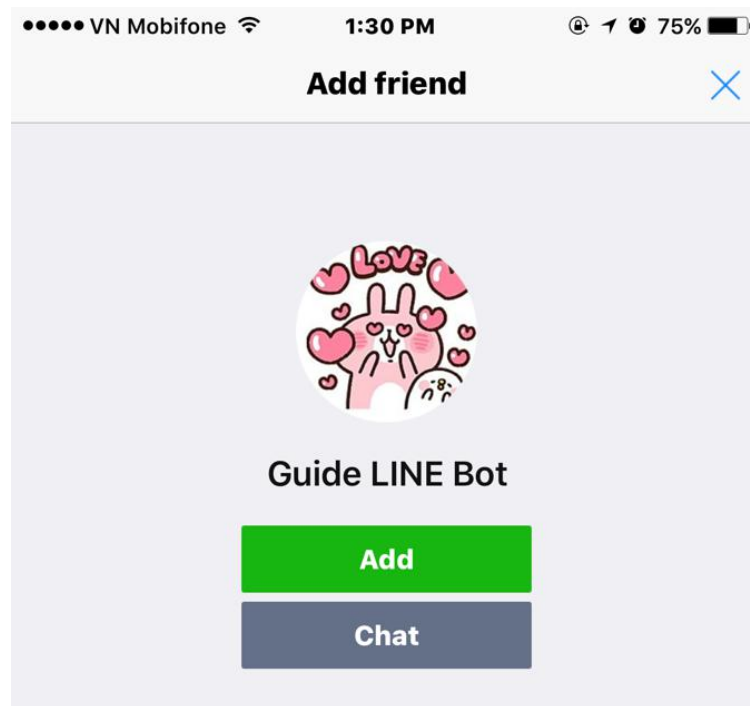 VN Mobifone 1:30 PM 75%
Add friend
LOVE
Guide LINE Bot
Add
Chat